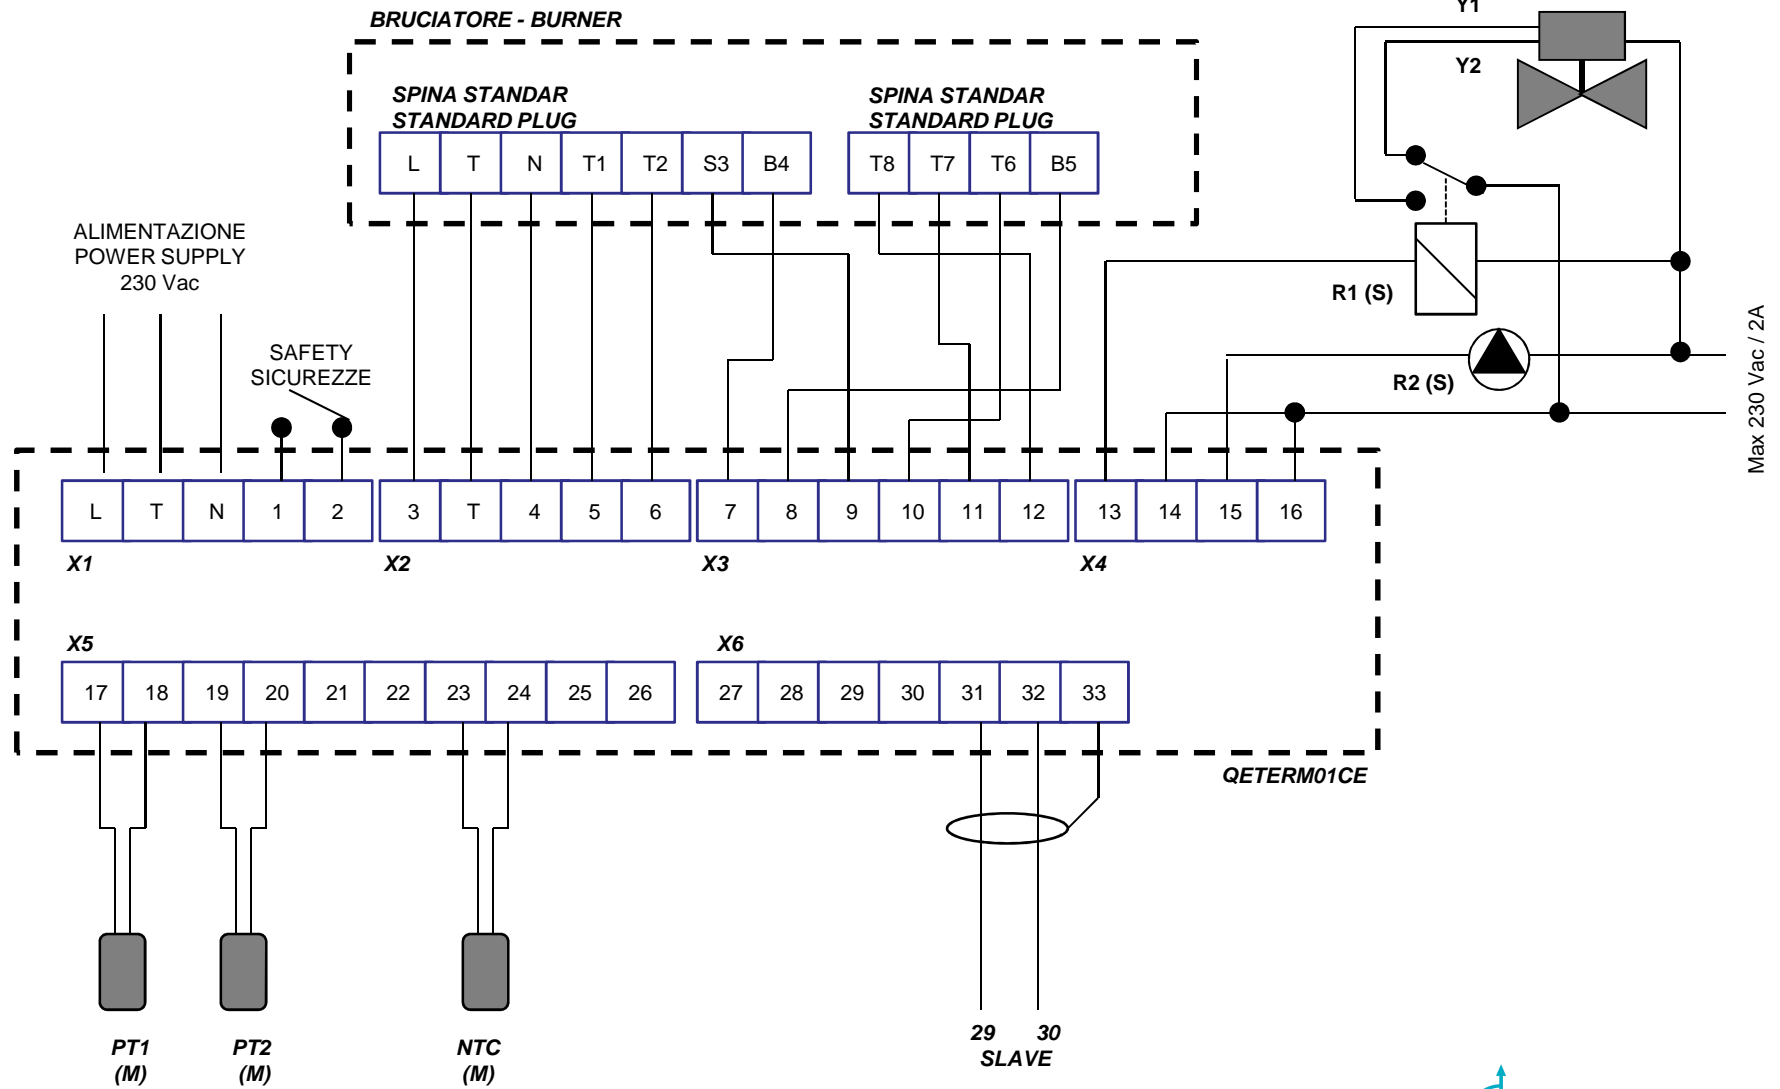 BRUCIATORE - BURNER
Y1
Y2
SPINA STANDAR
STANDARD PLUG
SPINA STANDAR
STANDARD PLUG
L T N T1 T2 S3 B4
T8 T7 T6 B5
ALIMENTAZIONE
POWER SUPPLY
230 Vac
SAFETY
SICUREZZE
R1 (S)
R2 (S)
Max 230 Vac / 2A
L T N 1 2 3 T 4 5 6 7 8 9 10 11 12 13 14 15 16
X1 X2 X3 X4
X5 X6
17 18 19 20 21 22 23 24 25 26 27 28 29 30 31 32 33
QETERM01CE
29 30
SLAVE
PT1
(M)
PT2
(M)
NTC
(M)